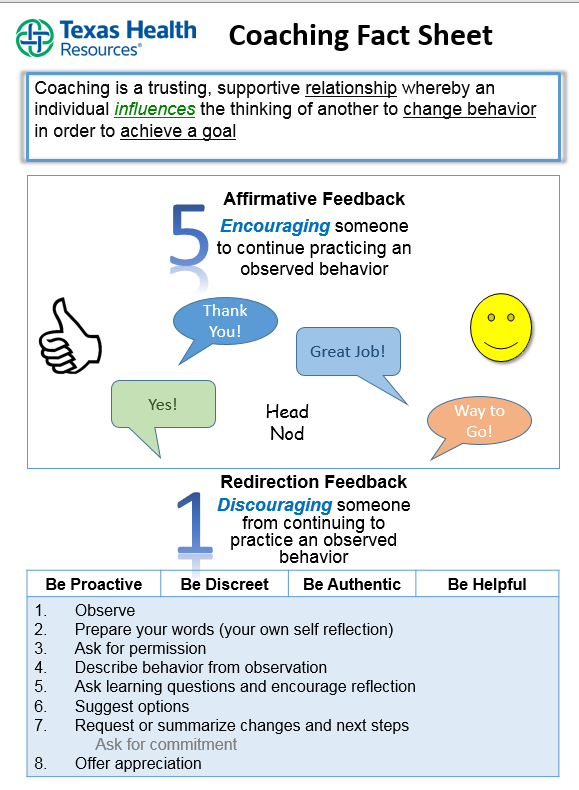 Texas Health
Resources®
Coaching Fact Sheet
Coaching is a trusting, supportive relationship whereby an
individual influences the thinking of another to change behavior
in order to achieve a goal
5
Affirmative Feedback
Encouraging someone
to continue practicing an
observed behavior
Thank
You!
Great Job!
Yes!
Head
Nod
Way to
Go!
1
Redirection Feedback
Discouraging someone
from continuing to
practice an observed
behavior
Be Proactive Be Discreet Be Authentic Be Helpful
1. Observe
2. Prepare your words (your own self reflection)
3. Ask for permission
4. Describe behavior from observation
5. Ask learning questions and encourage reflection
6. Suggest options
7. Request or summarize changes and next steps
Ask for commitment
8. Offer appreciation